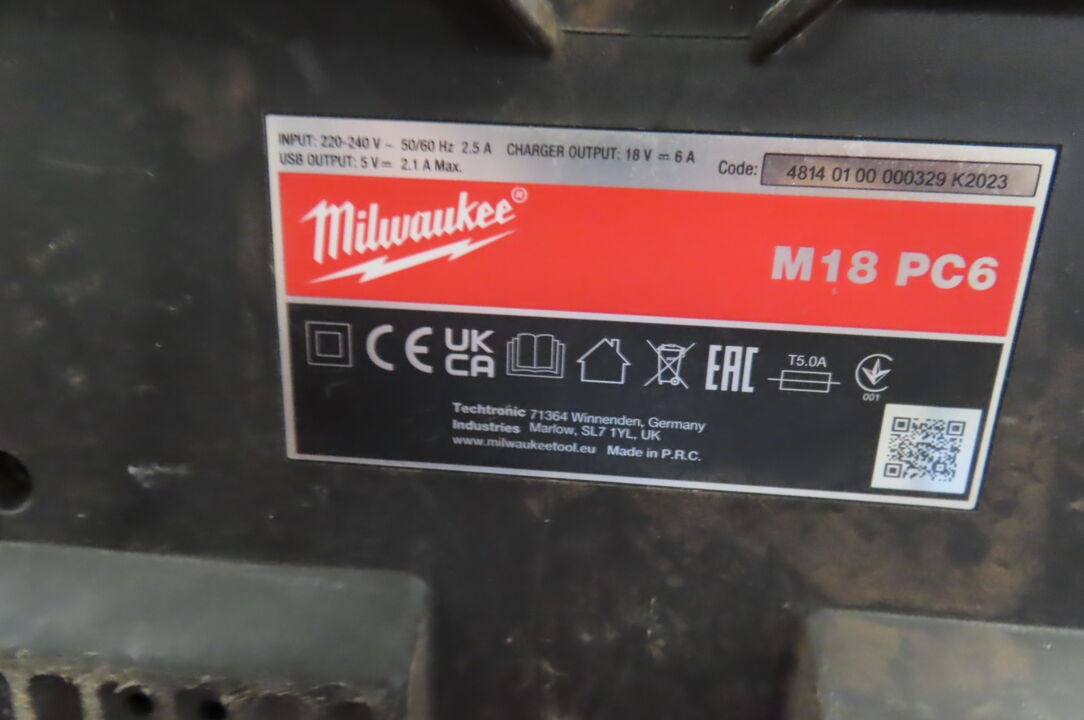 INPUT: 220-240 V ~ 50/60 Hz 2.5 A CHARGER OUTPUT: 18 V ⎓ 6 A
USB OUTPUT: 5 V ⎓ 2.1 A Max.
Code: 4814 01 00 000329 K2023
Milwaukee®
M18 PC6
CE UK CA EAC T5.0A
001
Techtronic 71364 Winnenden, Germany
Industries Marlow, SL7 1YL, UK
www.milwaukeetool.eu Made in P.R.C.